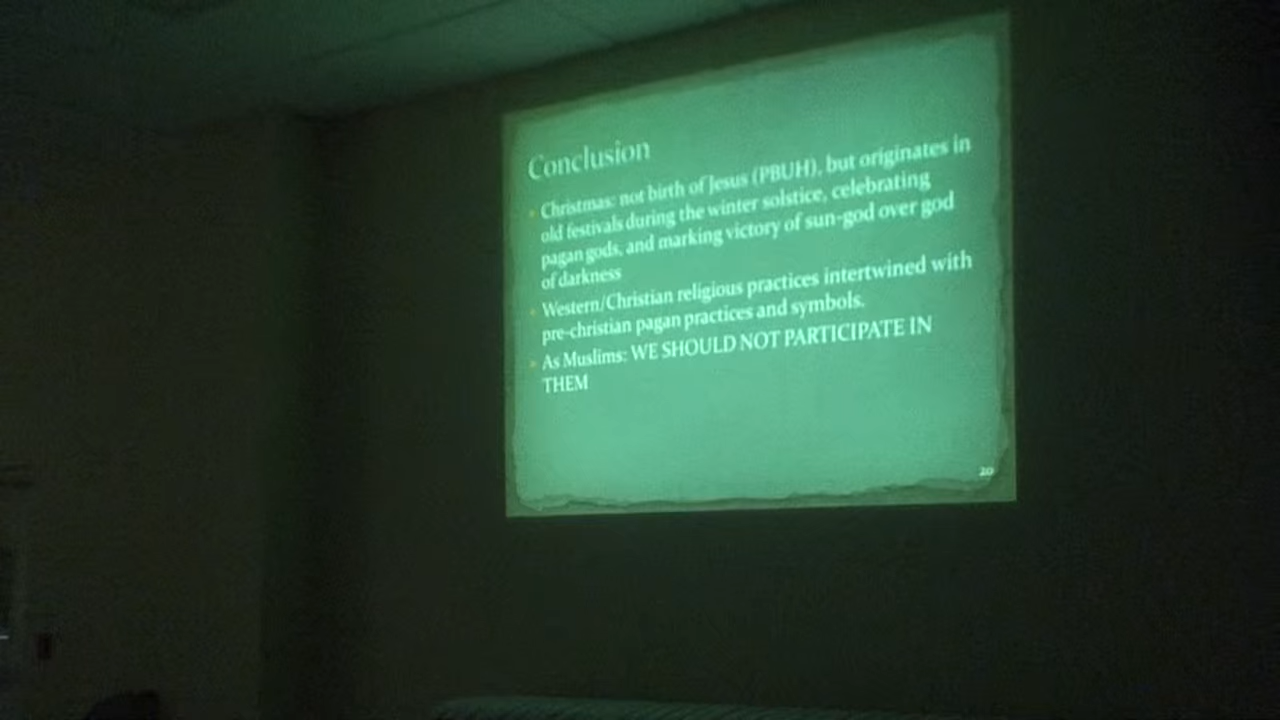 Conclusion
Christmas: not birth of Jesus (PBUH), but originates in
old festivals during the winter solstice, celebrating
pagan gods, and marking victory of sun-god over god
of darkness
Western/Christian religious practices intertwined with
pre-christian pagan practices and symbols.
As Muslims: WE SHOULD NOT PARTICIPATE IN
THEM
20